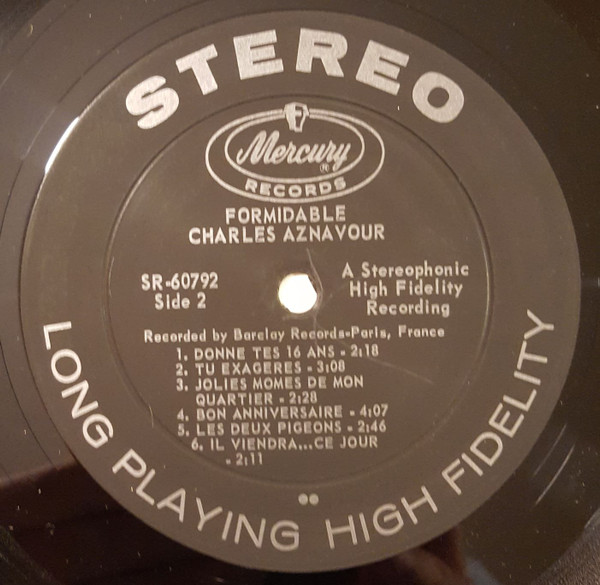 STEREO
Mercury
®
RECORDS
FORMIDABLE
CHARLES AZNAVOUR
SR-60792
Side 2
A Stereophonic
High Fidelity
Recording
Recorded by Barclay Records-Paris, France
1. DONNE TES 16 ANS - 2:18
2. TU EXAGERES - 3:08
3. JOLIES MOMES DE MON
QUARTIER - 2:28
4. BON ANNIVERSAIRE - 4:07
5. LES DEUX PIGEONS - 2:46
6. IL VIENDRA...CE JOUR
- 2:11
LONG PLAYING HIGH FIDELITY